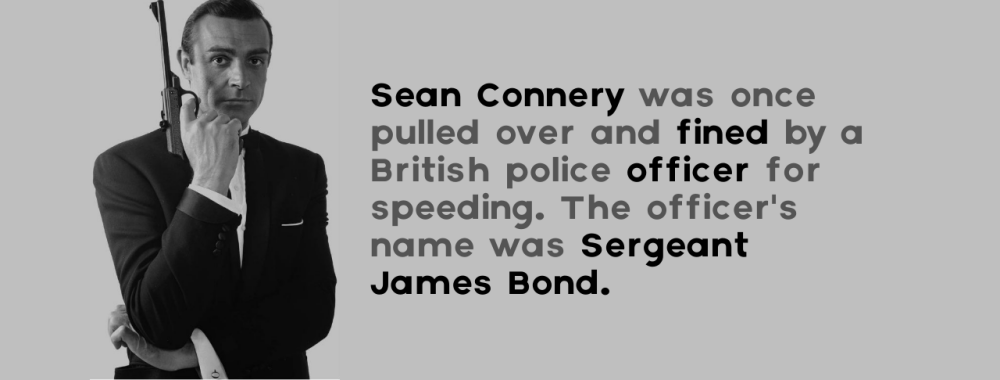 Sean Connery was once
pulled over and fined by a
British police officer for
speeding. The officer's
name was Sergeant
James Bond.